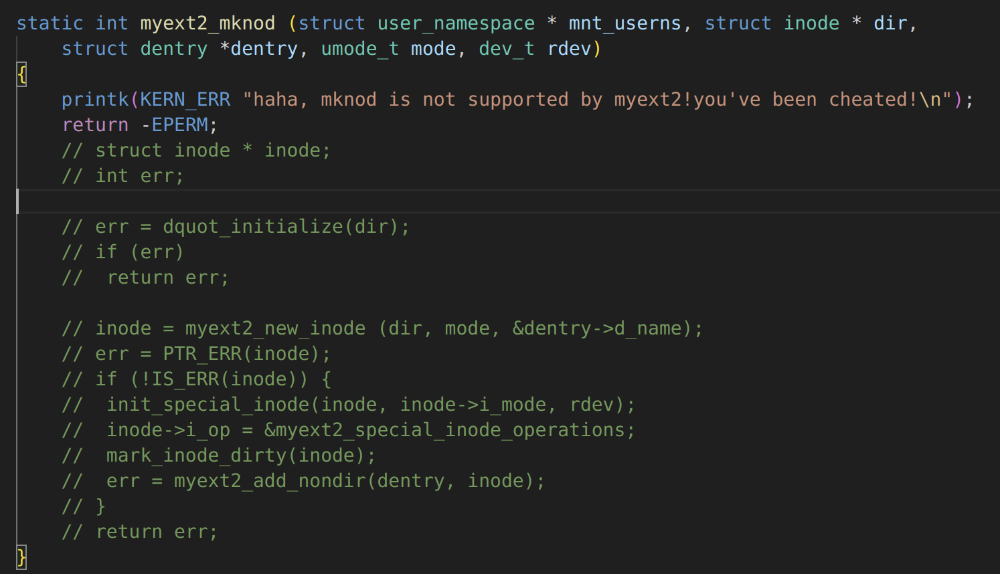 static int myext2_mknod (struct user_namespace * mnt_userns, struct inode * dir,
    struct dentry *dentry, umode_t mode, dev_t rdev)
{
    printk(KERN_ERR "haha, mknod is not supported by myext2!you've been cheated!\n");
    return -EPERM;
    // struct inode * inode;
    // int err;

    // err = dquot_initialize(dir);
    // if (err)
    //  return err;

    // inode = myext2_new_inode (dir, mode, &dentry->d_name);
    // err = PTR_ERR(inode);
    // if (!IS_ERR(inode)) {
    //  init_special_inode(inode, inode->i_mode, rdev);
    //  inode->i_op = &myext2_special_inode_operations;
    //  mark_inode_dirty(inode);
    //  err = myext2_add_nondir(dentry, inode);
    // }
    // return err;
}